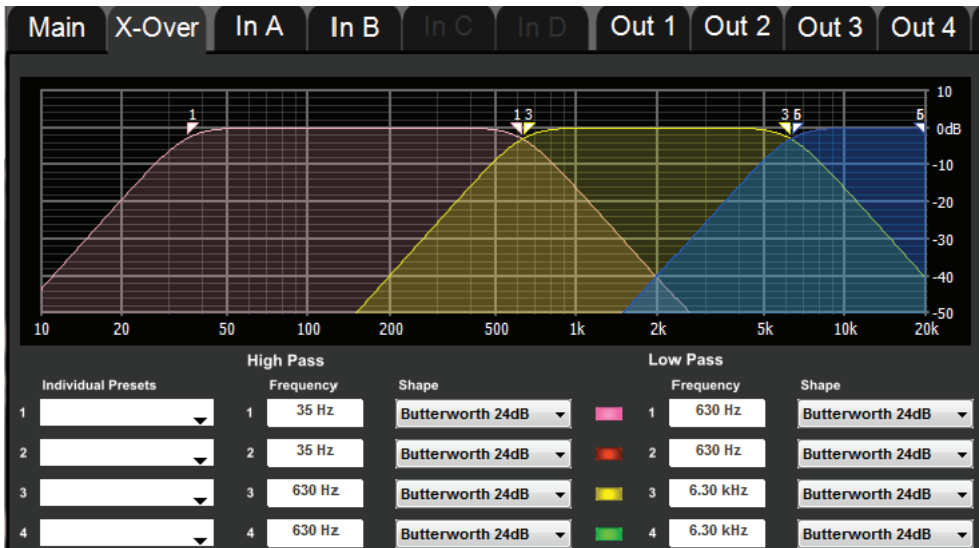 Main X-Over In A In B In C In D Out 1 Out 2 Out 3 Out 4
1 1 3 3 5 5
10
0dB
-10
-20
-30
-40
-50
10 20 50 100 200 500 1k 2k 5k 10k 20k
High Pass Low Pass
Individual Presets Frequency Shape Frequency Shape
1 1 35 Hz Butterworth 24dB 1 630 Hz Butterworth 24dB
2 2 35 Hz Butterworth 24dB 2 630 Hz Butterworth 24dB
3 3 630 Hz Butterworth 24dB 3 6.30 kHz Butterworth 24dB
4 4 630 Hz Butterworth 24dB 4 6.30 kHz Butterworth 24dB